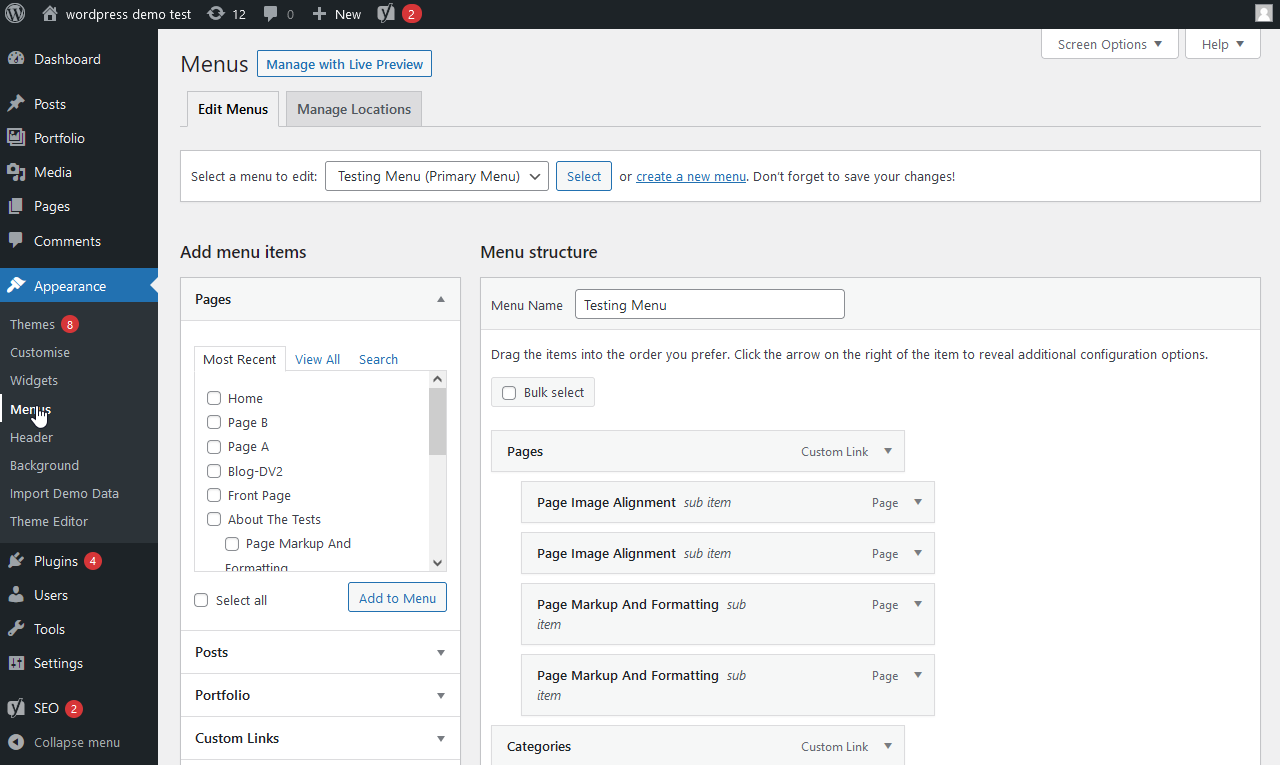 wordpress demo test 12 0 New 2
Screen Options Help
Dashboard
Posts
Portfolio
Media
Pages
Comments
Appearance
Themes 8
Customise
Widgets
Menus
Header
Background
Import Demo Data
Theme Editor
Plugins 4
Users
Tools
Settings
SEO 2
Collapse menu
Menus Manage with Live Preview
Edit Menus Manage Locations
Select a menu to edit: Testing Menu (Primary Menu) Select or create a new menu. Don't forget to save your changes!
Add menu items
Pages
Most Recent View All Search
Home
Page B
Page A
Blog-DV2
Front Page
About The Tests
Page Markup And
Formatting
Select all Add to Menu
Posts
Portfolio
Custom Links
Menu structure
Menu Name Testing Menu
Drag the items into the order you prefer. Click the arrow on the right of the item to reveal additional configuration options.
Bulk select
Pages Custom Link
Page Image Alignment sub item Page
Page Image Alignment sub item Page
Page Markup And Formatting sub Page
item
Page Markup And Formatting sub Page
item
Categories Custom Link